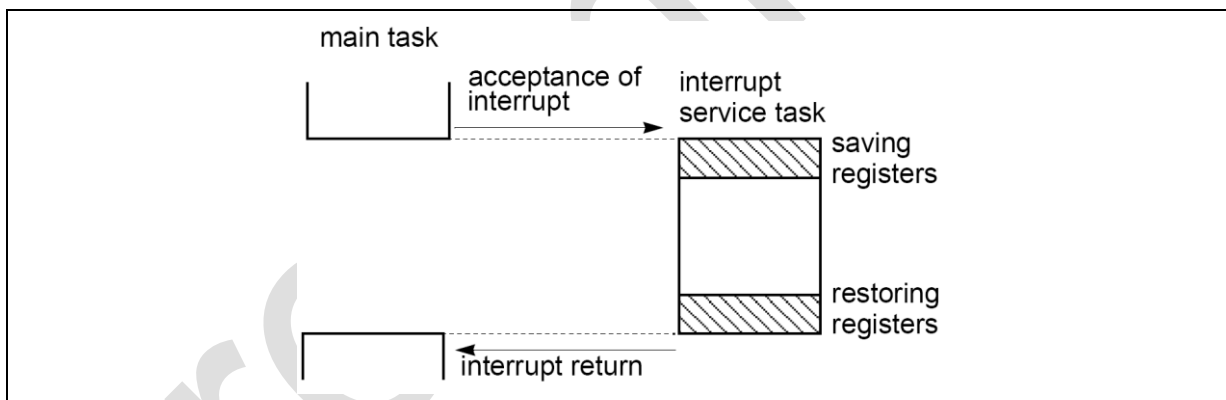 main task
acceptance of
interrupt
interrupt
service task
saving
registers
restoring
registers
interrupt return